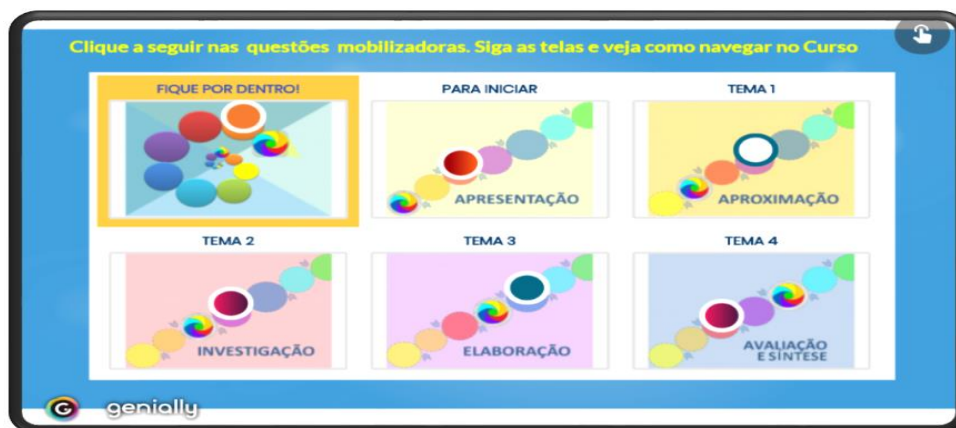 Clique a seguir nas questões mobilizadoras. Siga as telas e veja como navegar no Curso
FIQUE POR DENTRO!
PARA INICIAR
TEMA 1
APRESENTAÇÃO
APROXIMAÇÃO
TEMA 2
TEMA 3
TEMA 4
INVESTIGAÇÃO
ELABORAÇÃO
AVALIAÇÃO
E SÍNTESE
G genially